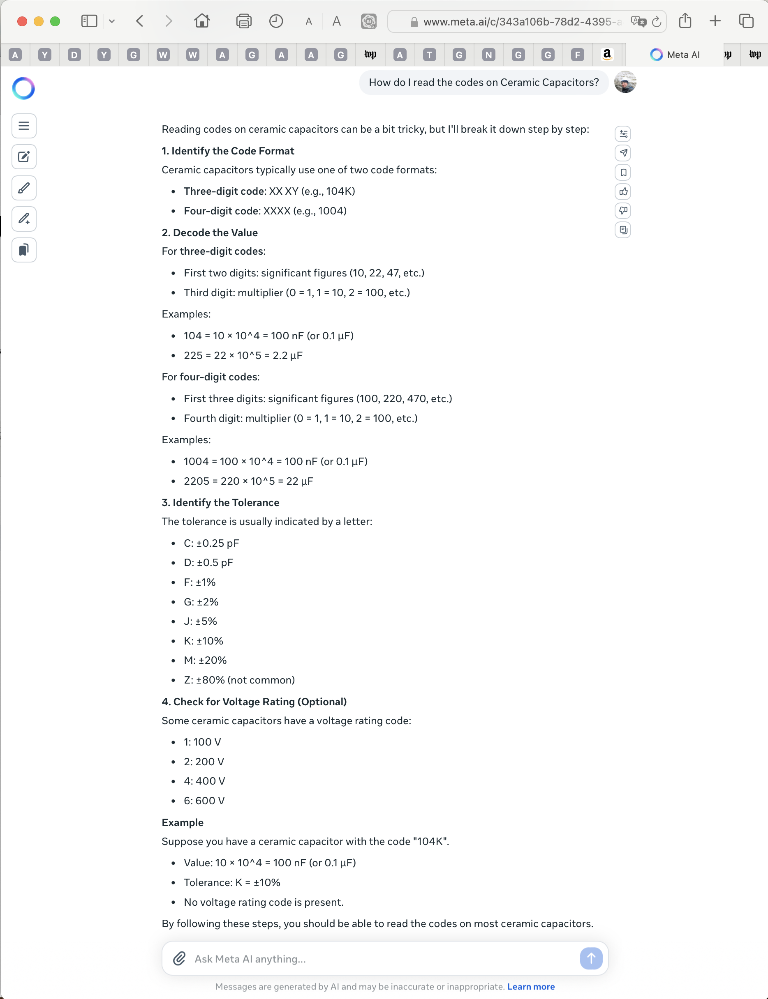 A A www.meta.ai/c/343a106b-78d2-4395-a
A Y D Y G W W A G A A G wp A T G N G G F a Meta AI wp wp
How do I read the codes on Ceramic Capacitors?
Reading codes on ceramic capacitors can be a bit tricky, but I'll break it down step by step:
1. Identify the Code Format
Ceramic capacitors typically use one of two code formats:
• Three-digit code: XX XY (e.g., 104K)
• Four-digit code: XXXX (e.g., 1004)
2. Decode the Value
For three-digit codes:
• First two digits: significant figures (10, 22, 47, etc.)
• Third digit: multiplier (0 = 1, 1 = 10, 2 = 100, etc.)
Examples:
• 104 = 10 × 10^4 = 100 nF (or 0.1 μF)
• 225 = 22 × 10^5 = 2.2 μF
For four-digit codes:
• First three digits: significant figures (100, 220, 470, etc.)
• Fourth digit: multiplier (0 = 1, 1 = 10, 2 = 100, etc.)
Examples:
• 1004 = 100 × 10^4 = 100 nF (or 0.1 μF)
• 2205 = 220 × 10^5 = 22 μF
3. Identify the Tolerance
The tolerance is usually indicated by a letter:
• C: ±0.25 pF
• D: ±0.5 pF
• F: ±1%
• G: ±2%
• J: ±5%
• K: ±10%
• M: ±20%
• Z: ±80% (not common)
4. Check for Voltage Rating (Optional)
Some ceramic capacitors have a voltage rating code:
• 1: 100 V
• 2: 200 V
• 4: 400 V
• 6: 600 V
Example
Suppose you have a ceramic capacitor with the code "104K".
• Value: 10 × 10^4 = 100 nF (or 0.1 μF)
• Tolerance: K = ±10%
• No voltage rating code is present.
By following these steps, you should be able to read the codes on most ceramic capacitors.
Ask Meta AI anything...
Messages are generated by AI and may be inaccurate or inappropriate. Learn more